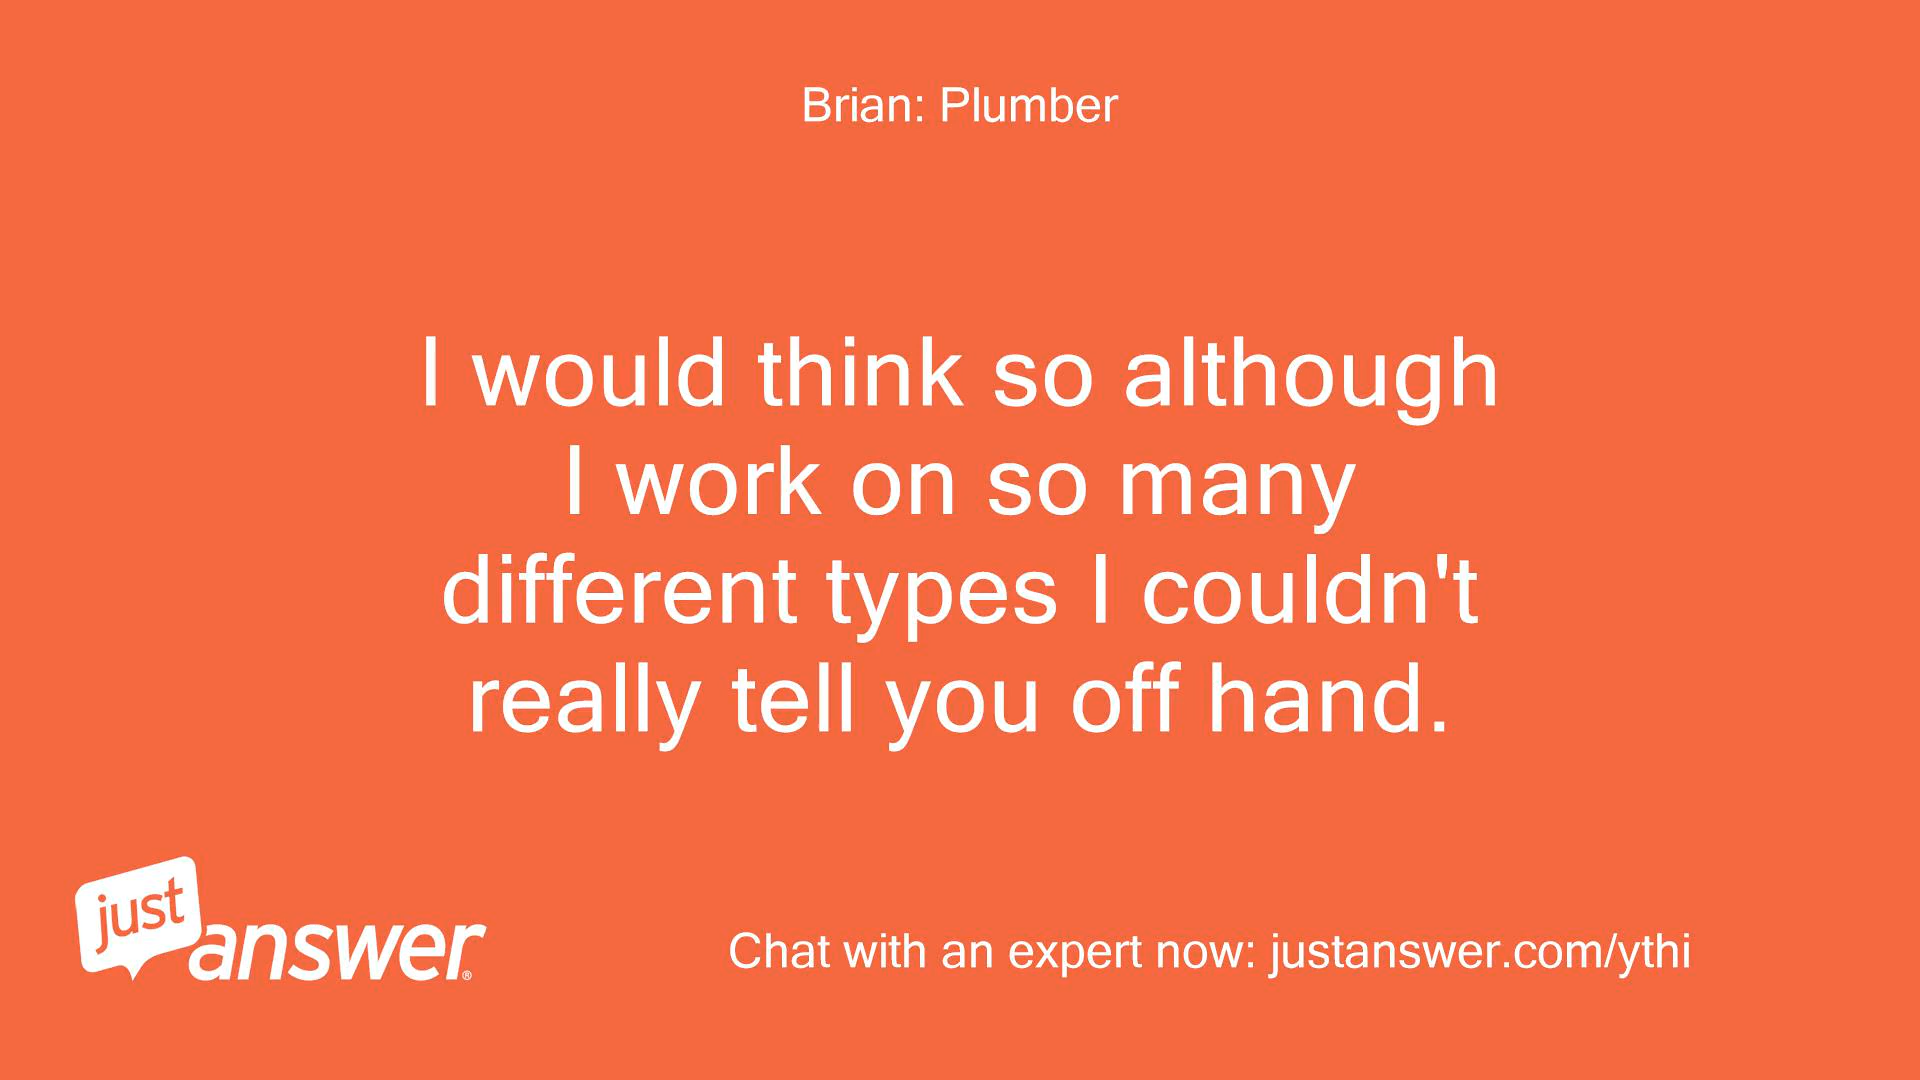 Brian: Plumber
I would think so although
I work on so many
different types I couldn't
really tell you off hand.
just
answer®
Chat with an expert now: justanswer.com/ythi